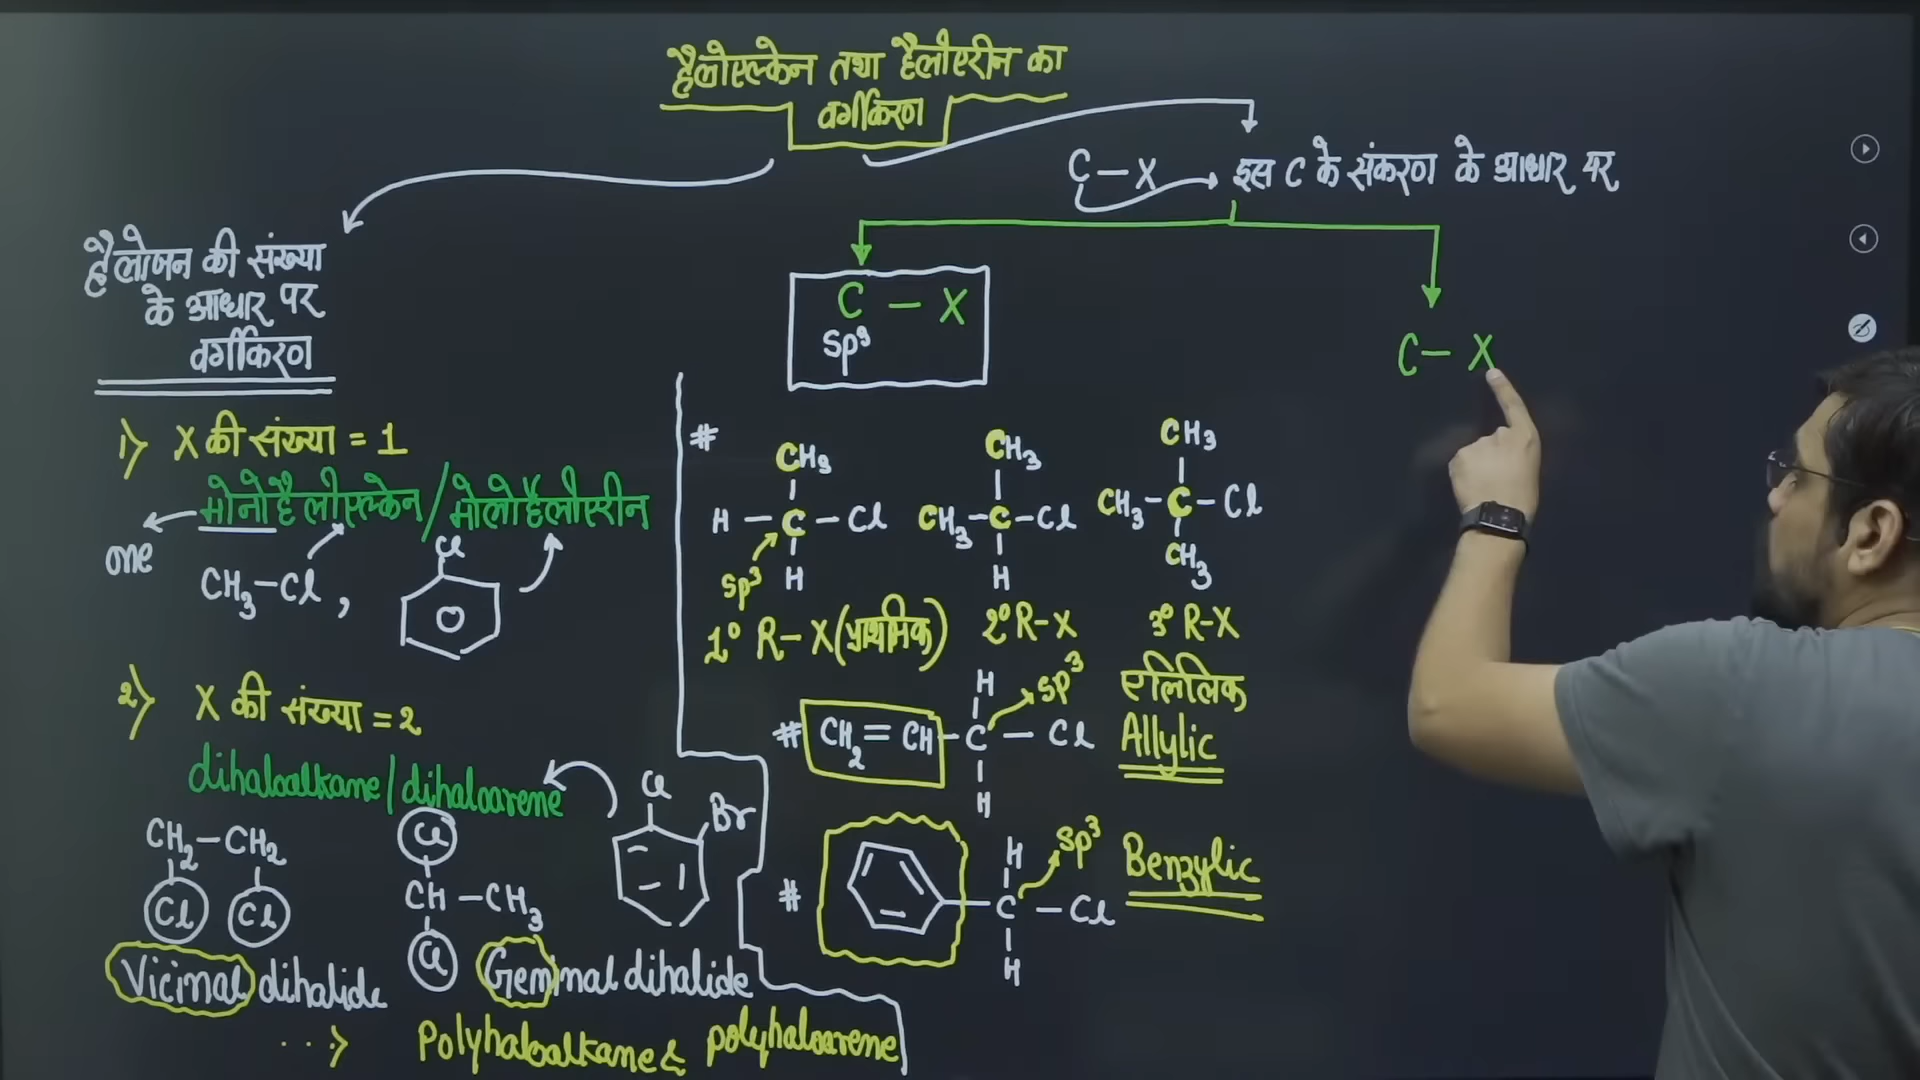 हैलोएल्केन तथा हैलोएरीन का
वर्गीकरण
C – X → इस C के संकरण के आधार पर
हैलोजन की संख्या
के आधार पर
वर्गीकरण
1) X की संख्या = 1
मोनोहैलोएल्केन / मोनोहैलोएरीन
one
CH3–Cl,
Cl
2) X की संख्या = 2
dihaloalkane / dihaloarene
Cl
Br
CH2–CH2
Cl Cl
Cl
CH–CH3
Cl
Vicinal dihalide
Geminal dihalide
...> Polyhaloalkane & polyhaloarene
C – X
Sp3
#
CH3
H – C – Cl
H
Sp3
1° R–X (प्राथमिक)
CH3
CH3–C–Cl
H
2° R–X
CH3
CH3–C–Cl
CH3
3° R–X
H
Sp3
# CH2 = CH – C – Cl
H
एलिलिक
Allylic
H
Sp3
# C – Cl
H
Benzylic
C – X